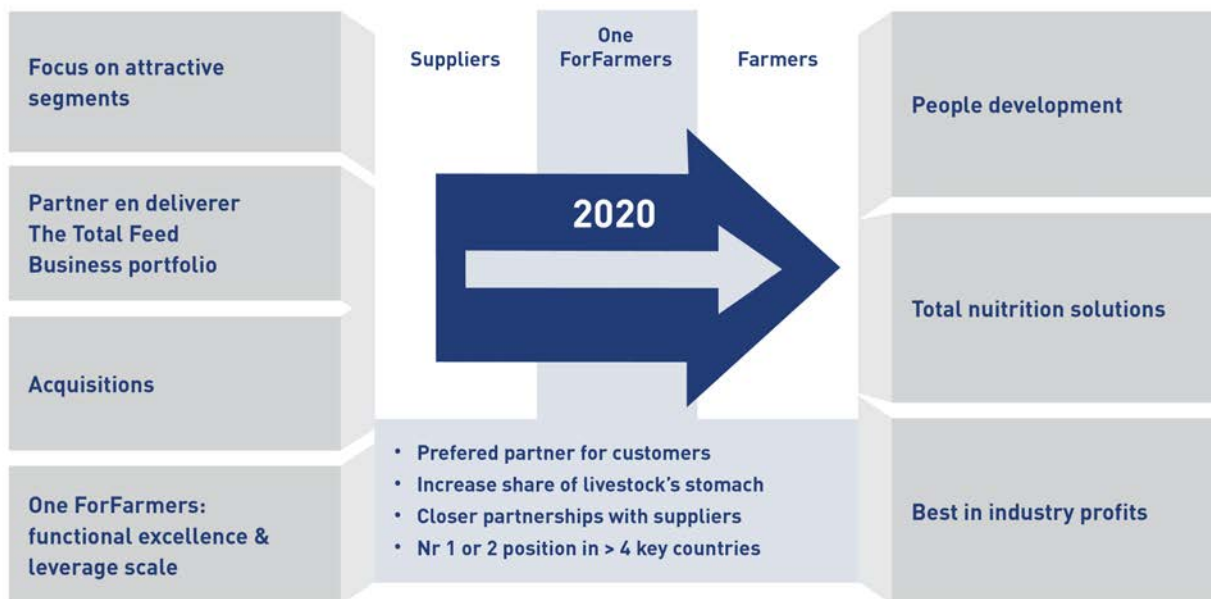 Focus on attractive
segments
Partner en deliverer
The Total Feed
Business portfolio
Acquisitions
One ForFarmers:
functional excellence &
leverage scale
Suppliers
One
ForFarmers
Farmers
2020
• Prefered partner for customers
• Increase share of livestock's stomach
• Closer partnerships with suppliers
• Nr 1 or 2 position in > 4 key countries
People development
Total nuitrition solutions
Best in industry profits